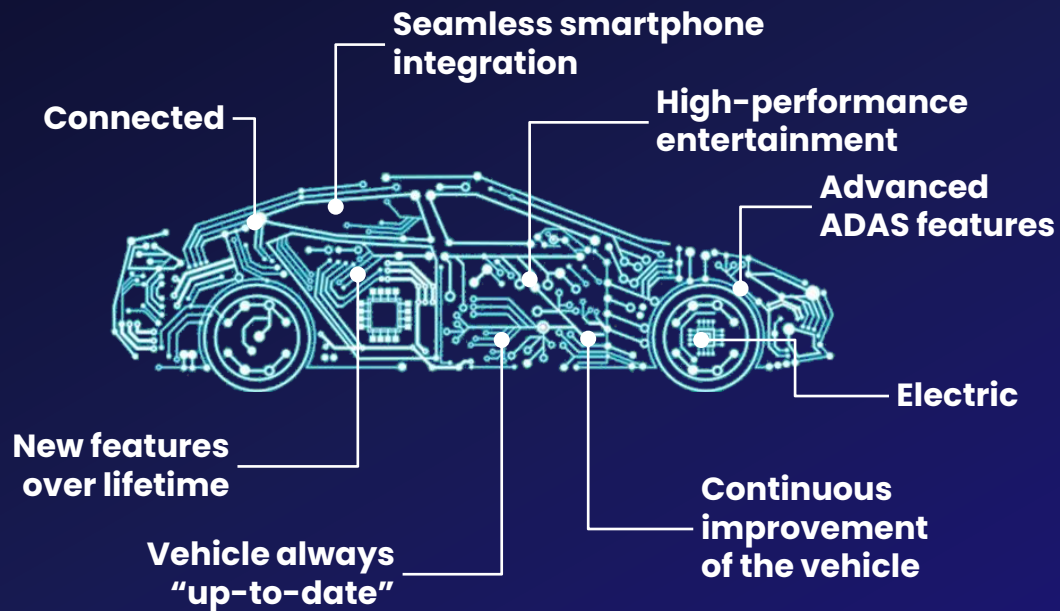 Seamless smartphone
integration
Connected
High-performance
entertainment
Advanced
ADAS features
Electric
New features
over lifetime
Continuous
improvement
of the vehicle
Vehicle always
“up-to-date”